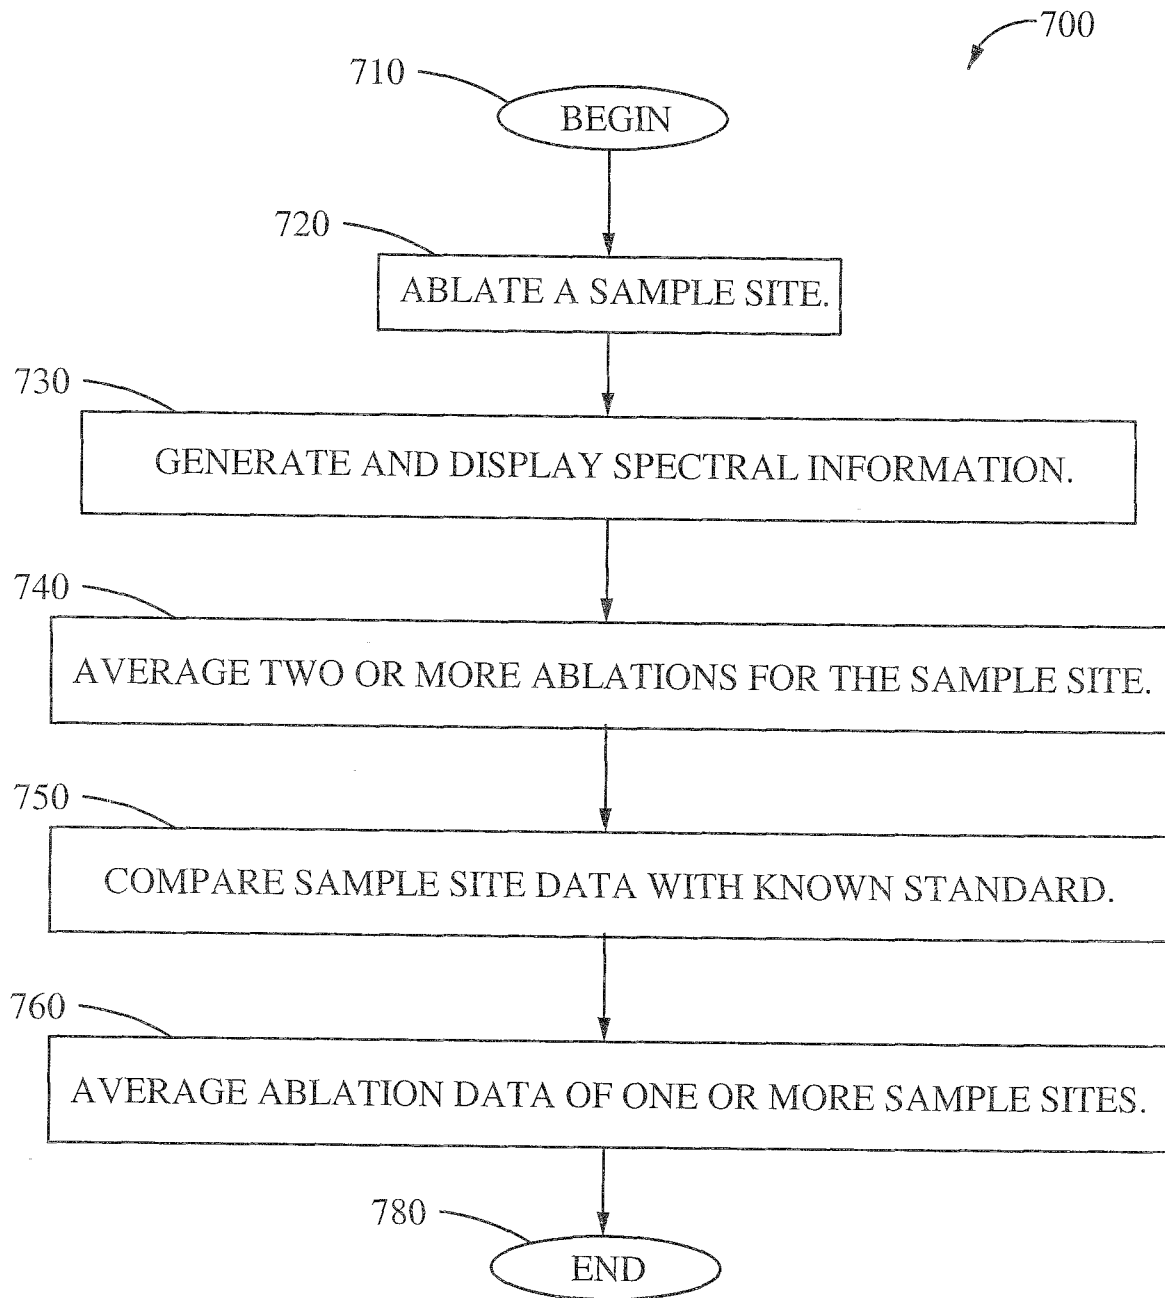 700
710
BEGIN
720
ABLATE A SAMPLE SITE.
730
GENERATE AND DISPLAY SPECTRAL INFORMATION.
740
AVERAGE TWO OR MORE ABLATIONS FOR THE SAMPLE SITE.
750
COMPARE SAMPLE SITE DATA WITH KNOWN STANDARD.
760
AVERAGE ABLATION DATA OF ONE OR MORE SAMPLE SITES.
780
END